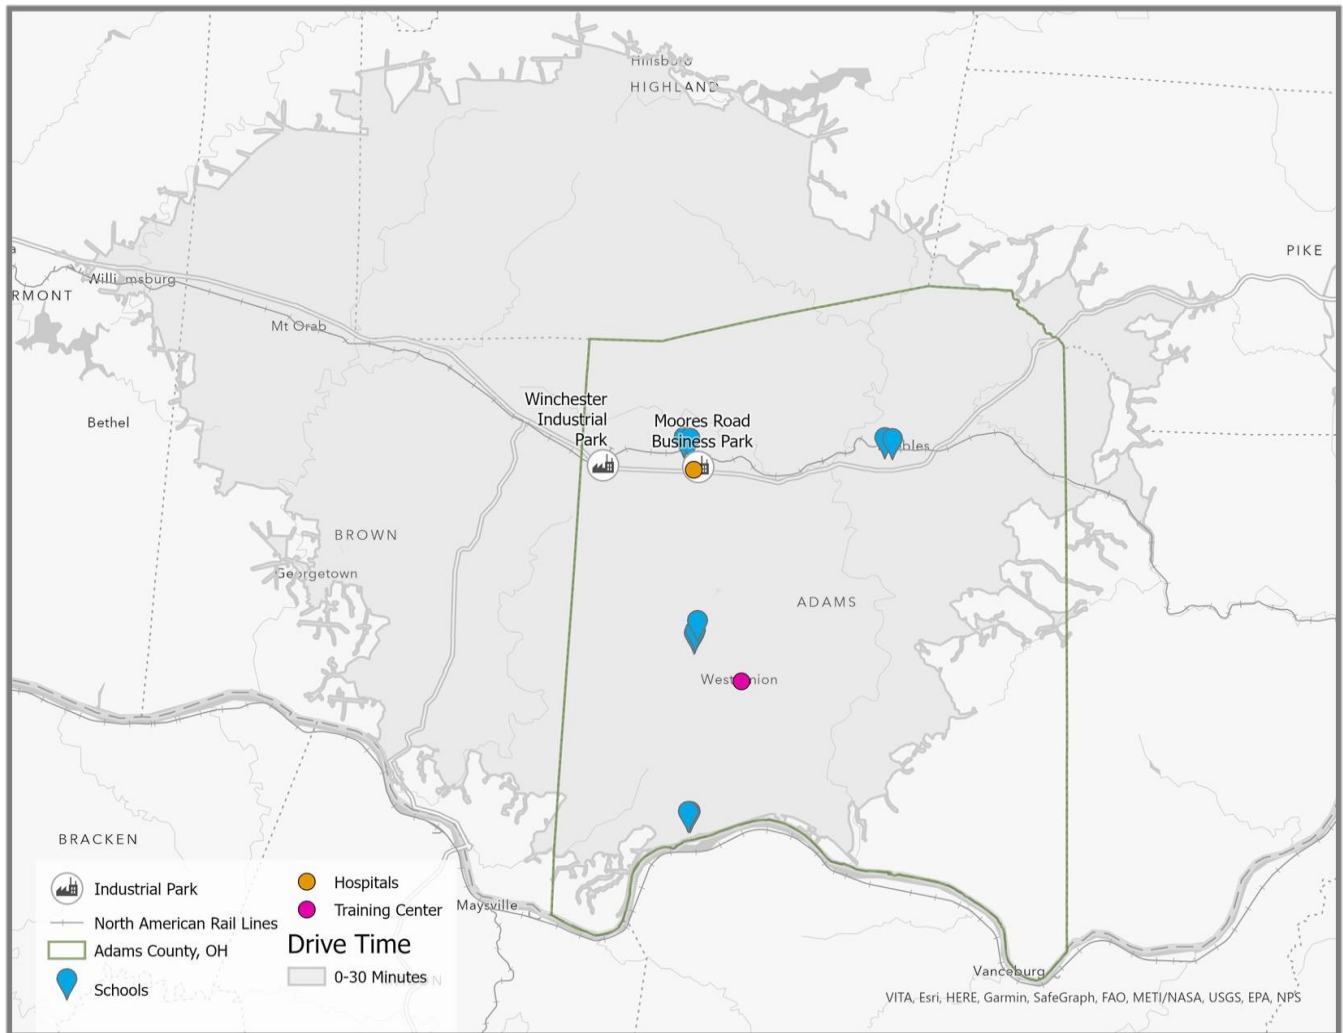 Hillsboro
HIGHLAND
PIKE
Williamsburg
RMONT
Mt Orab
Bethel
Winchester
Industrial
Park
Moores Road
Business Park
BROWN
Georgetown
ADAMS
West Union
BRACKEN
Maysville
Vanceburg
Industrial Park
North American Rail Lines
Adams County, OH
Schools
Hospitals
Training Center
Drive Time
0-30 Minutes
VITA, Esri, HERE, Garmin, SafeGraph, FAO, METI/NASA, USGS, EPA, NPS